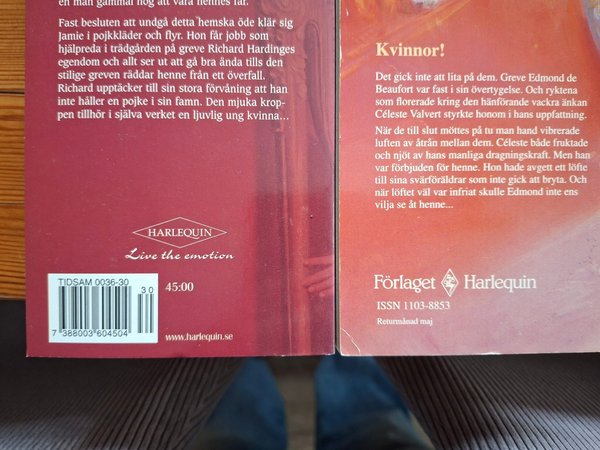 en man gammal nog att vara hennes far.
Fast besluten att undgå detta hemska öde klär sig
Jamie i pojkkläder och flyr. Hon får jobb som
hjälpreda i trädgården på greve Richard Hardinges
egendom och allt ser ut att gå bra ända tills den
stilige greven räddar henne från ett överfall.
Richard upptäcker till sin stora förvåning att han
inte håller en pojke i sin famn. Den mjuka krop-
pen tillhör i själva verket en ljuvlig ung kvinna...
HARLEQUIN
Live the emotion
TIDSAM 0036-30
30
45:00
7 388003 604504
www.harlequin.se
Kvinnor!
Det gick inte att lita på dem. Greve Edmond de
Beaufort var fast i sin övertygelse. Och ryktena
som florerade kring den hänförande vackra änkan
Céleste Valvert styrkte honom i hans uppfattning.
När de till slut möttes på tu man hand vibrerade
luften av åtrån mellan dem. Céleste både fruktade
och njöt av hans manliga dragningskraft. Men han
var förbjuden för henne. Hon hade avgett ett löfte
till sina svärföräldrar som inte gick att bryta. Och
när löftet väl var infriat skulle Edmond inte ens
vilja se åt henne...
Förlaget Harlequin
ISSN 1103-8853
Returmånad maj